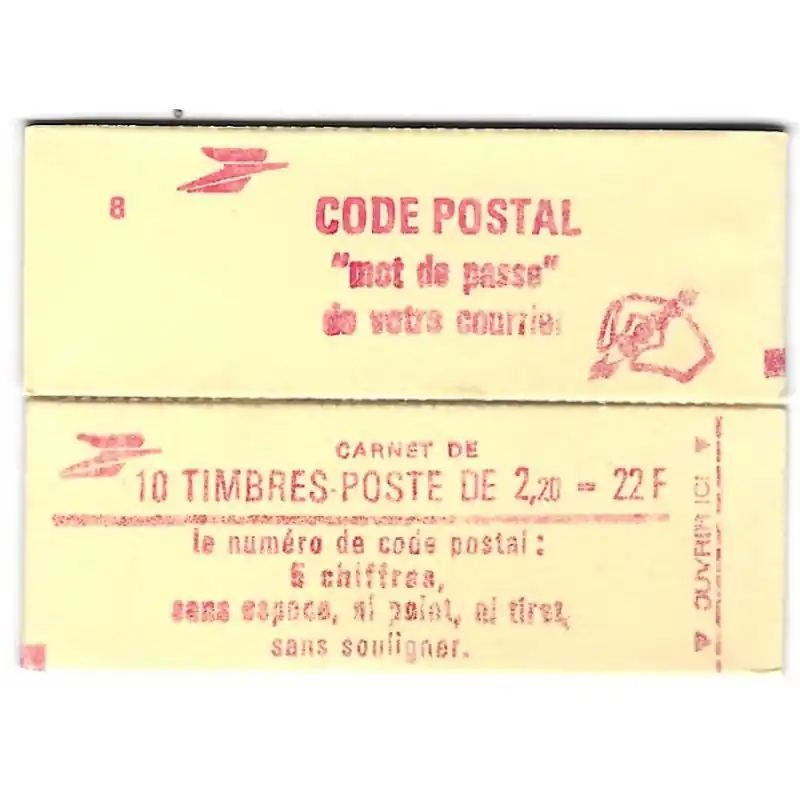 8
CODE POSTAL
"mot de passe"
de votre courrier
CARNET DE
10 TIMBRES-POSTE DE 2,20 = 22 F
le numéro de code postal :
5 chiffres,
sans espace, ni point, ni tiret,
sans souligner.
OUVRIR ICI